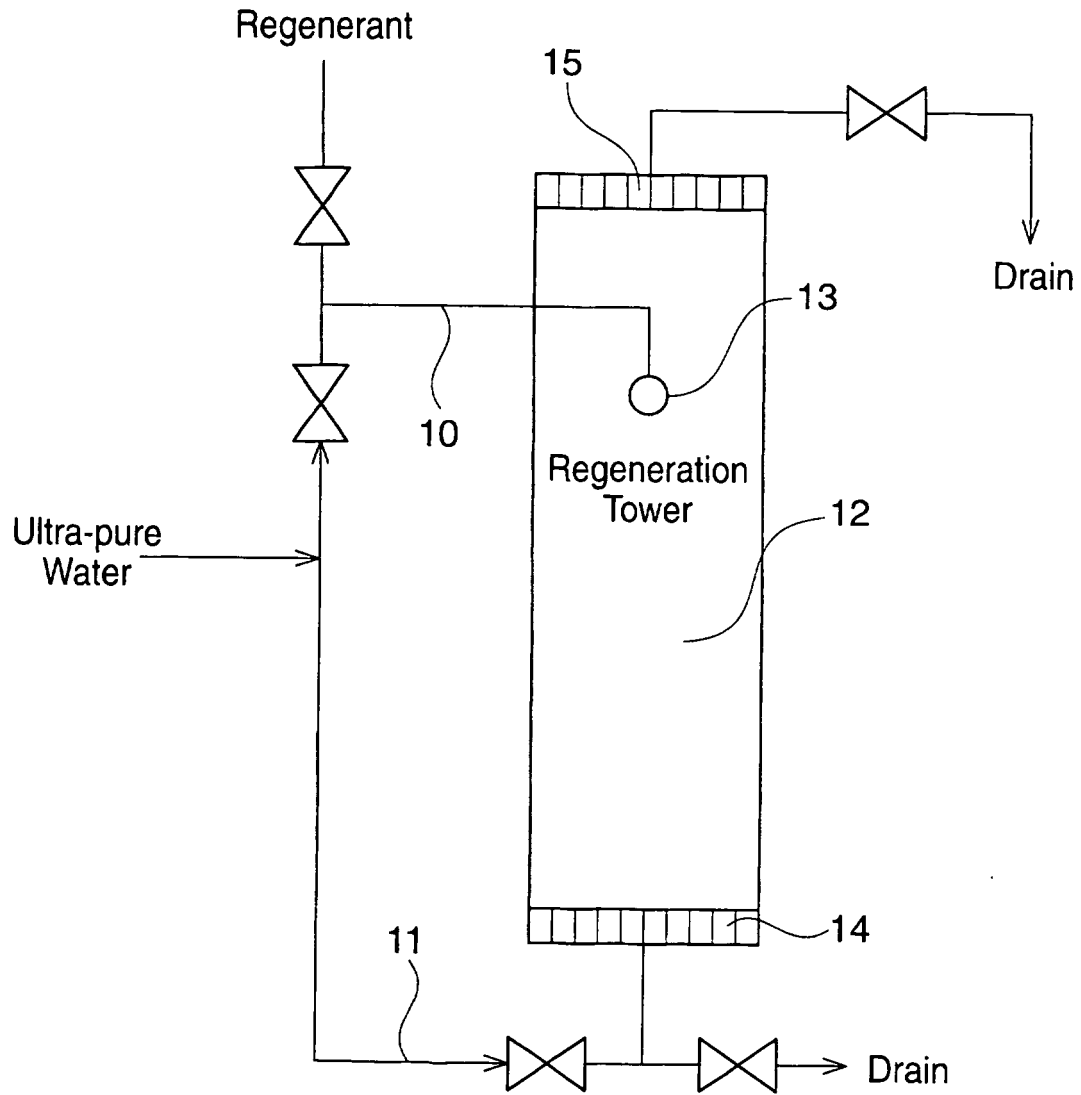 Regenerant
15
Drain
13
10
Regeneration
Tower
12
Ultra-pure
Water
14
11
Drain